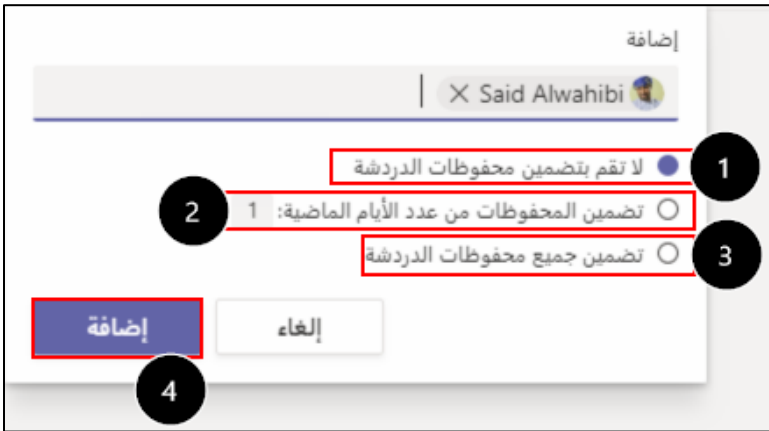 إضافة
Said Alwahibi ×
لا تقم بتضمين محفوظات الدردشة 1
تضمين المحفوظات من عدد الأيام الماضية: 1 2
تضمين جميع محفوظات الدردشة 3
إلغاء إضافة
4